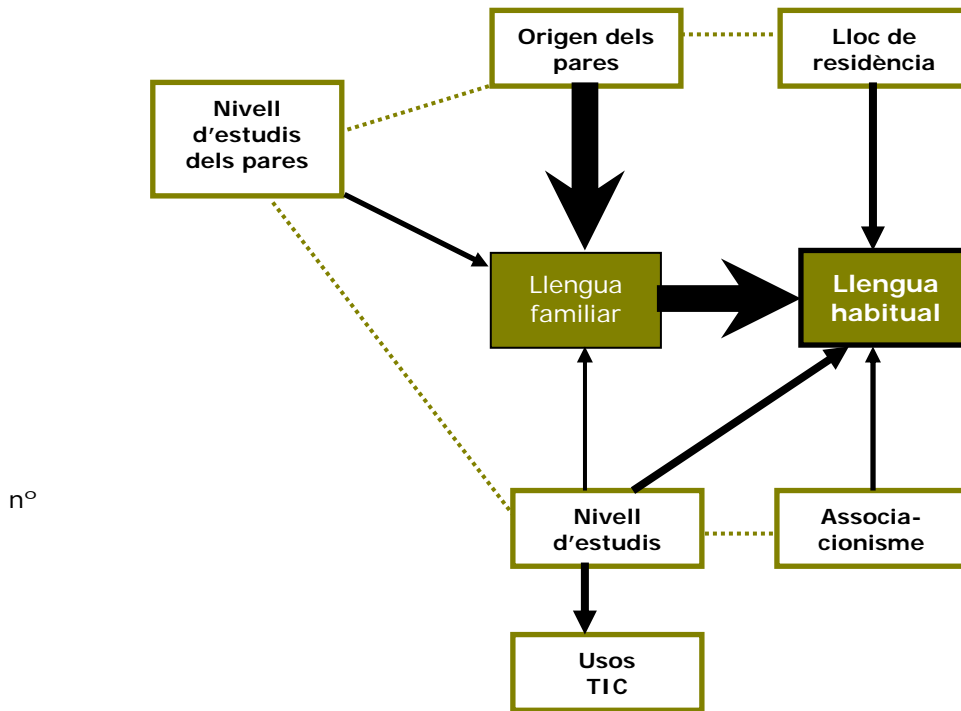 Origen dels
pares
Lloc de
residència
Nivell
d'estudis
dels pares
Llengua
familiar
Llengua
habitual
nº
Nivell
d'estudis
Associa-
cionisme
Usos
TIC